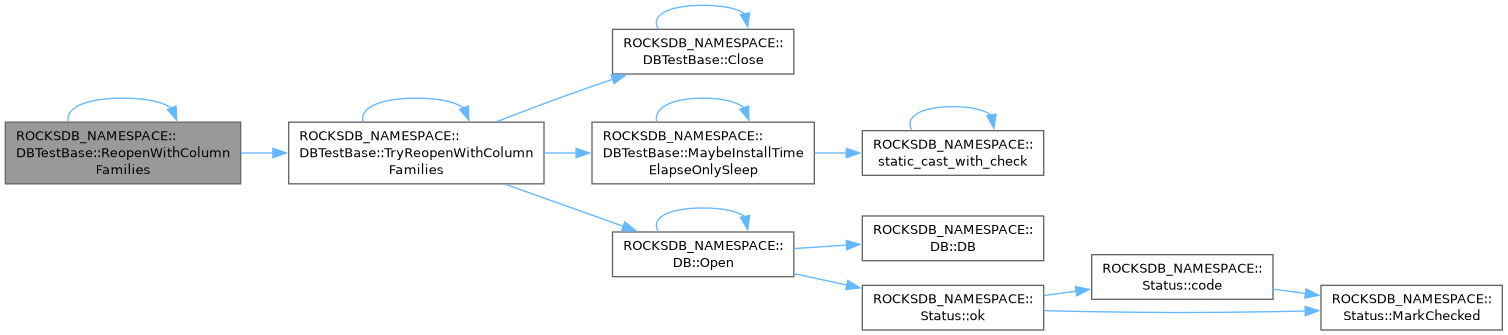 ROCKSDB_NAMESPACE::
DBTestBase::ReopenWithColumn
Families
ROCKSDB_NAMESPACE::
DBTestBase::TryReopenWithColumn
Families
ROCKSDB_NAMESPACE::
DBTestBase::Close
ROCKSDB_NAMESPACE::
DBTestBase::MaybeInstallTime
ElapseOnlySleep
ROCKSDB_NAMESPACE::
static_cast_with_check
ROCKSDB_NAMESPACE::
DB::Open
ROCKSDB_NAMESPACE::
DB::DB
ROCKSDB_NAMESPACE::
Status::ok
ROCKSDB_NAMESPACE::
Status::code
ROCKSDB_NAMESPACE::
Status::MarkChecked